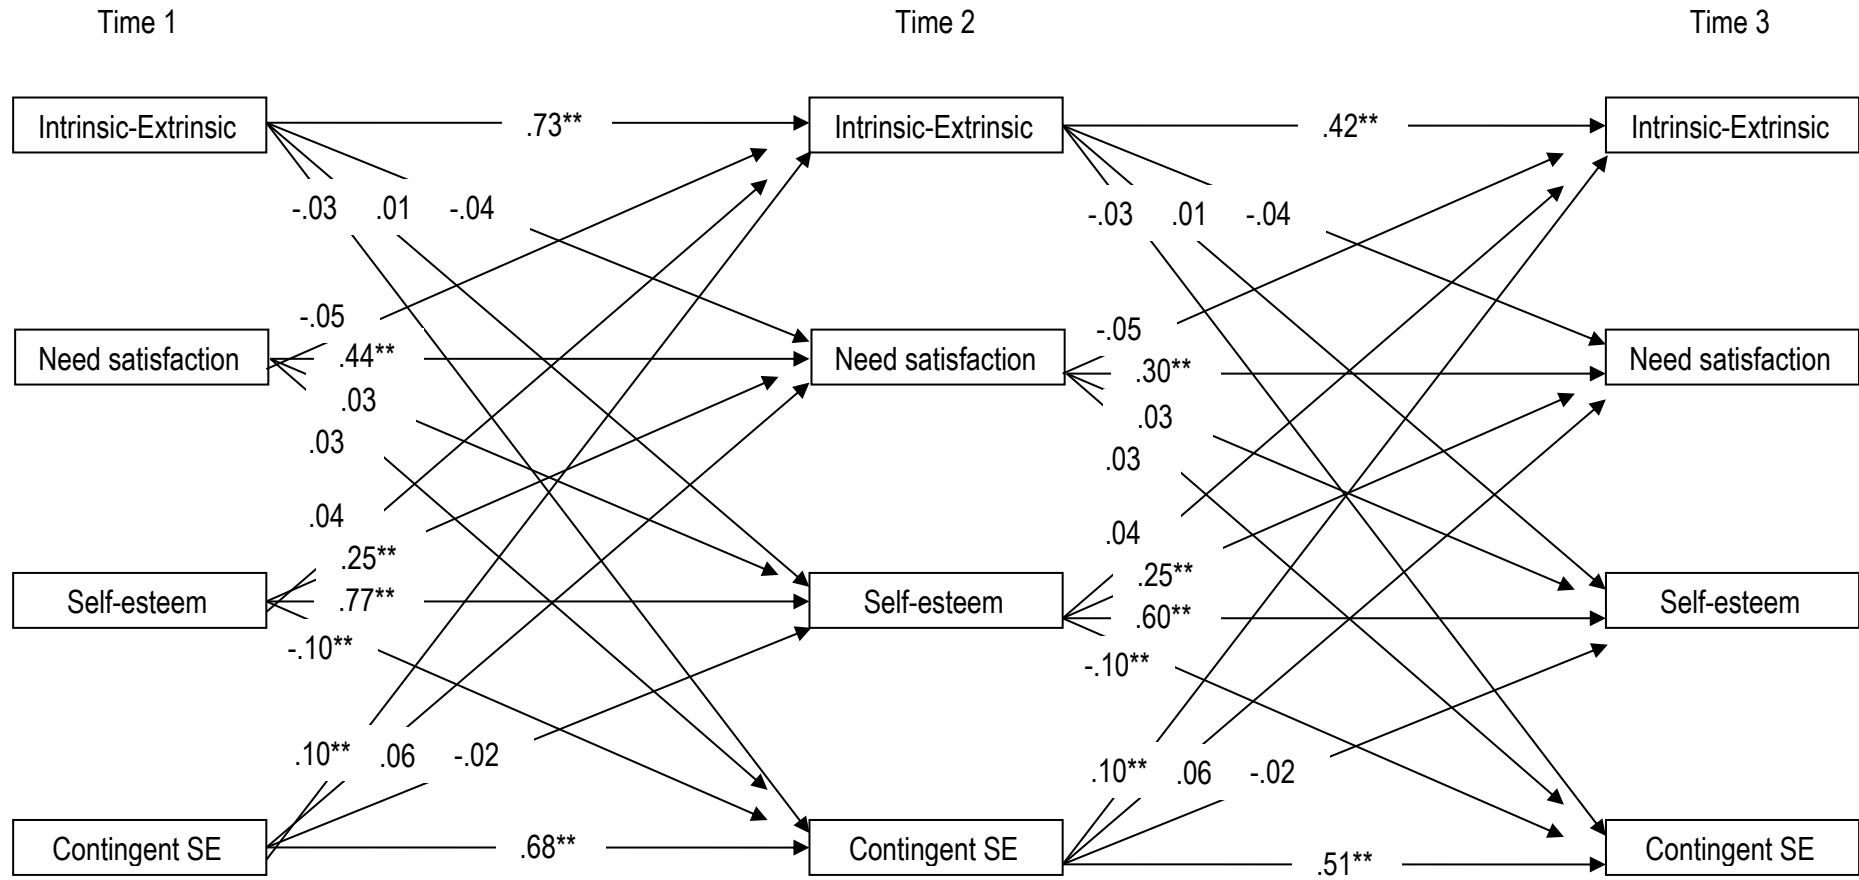 Time 1 Time 2 Time 3
Intrinsic-Extrinsic .73** Intrinsic-Extrinsic .42** Intrinsic-Extrinsic
-.03 .01 -.04 -.03 .01 -.04
-.05 -.05
Need satisfaction .44** Need satisfaction .30** Need satisfaction
.03 .03
.03 .03
.04 .04
.25** .25**
Self-esteem .77** Self-esteem .60** Self-esteem
-.10** -.10**
.10** .06 -.02 .10** .06 -.02
Contingent SE .68** Contingent SE .51** Contingent SE